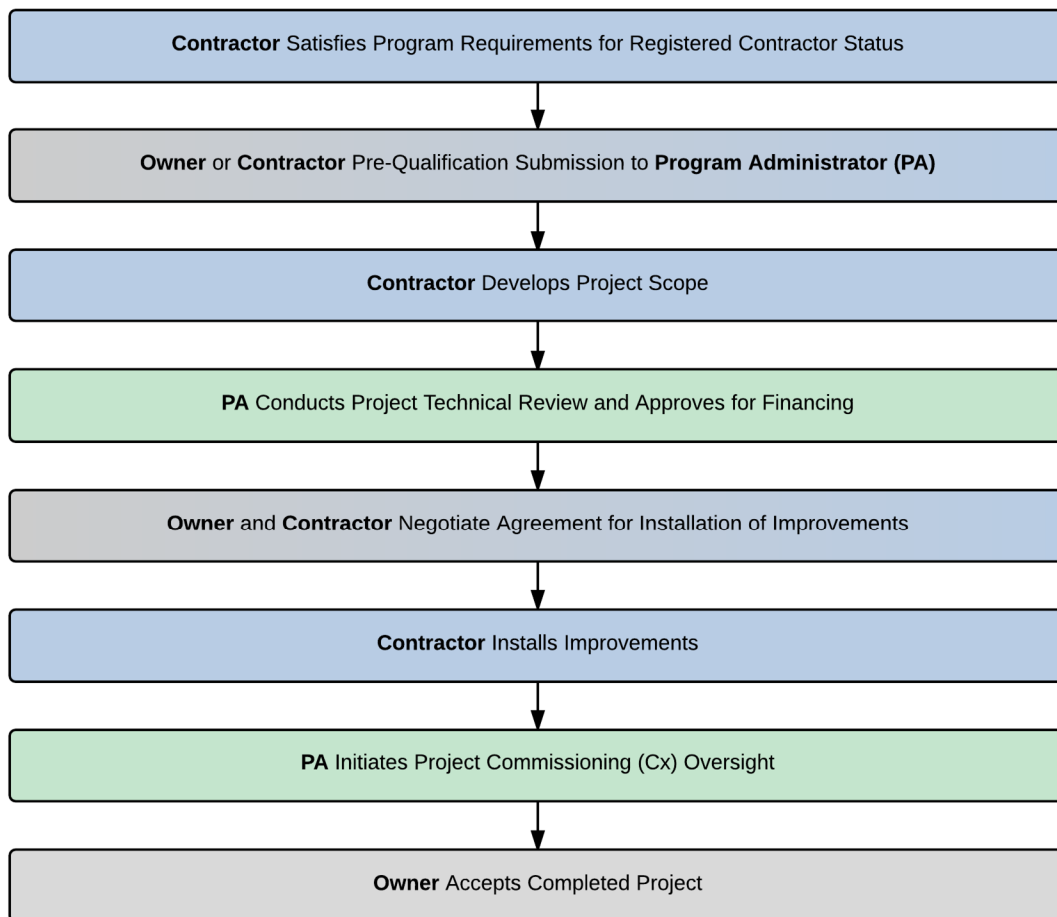 Contractor Satisfies Program Requirements for Registered Contractor Status
Owner or Contractor Pre-Qualification Submission to Program Administrator (PA)
Contractor Develops Project Scope
PA Conducts Project Technical Review and Approves for Financing
Owner and Contractor Negotiate Agreement for Installation of Improvements
Contractor Installs Improvements
PA Initiates Project Commissioning (Cx) Oversight
Owner Accepts Completed Project